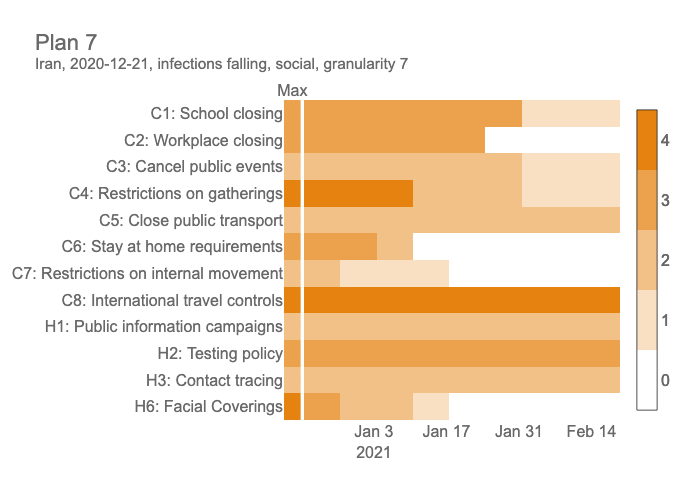 Plan 7
Iran, 2020-12-21, infections falling, social, granularity 7
Max
C1: School closing
C2: Workplace closing
C3: Cancel public events
C4: Restrictions on gatherings
C5: Close public transport
C6: Stay at home requirements
C7: Restrictions on internal movement
C8: International travel controls
H1: Public information campaigns
H2: Testing policy
H3: Contact tracing
H6: Facial Coverings
Jan 3
2021
Jan 17
Jan 31
Feb 14
4
3
2
1
0